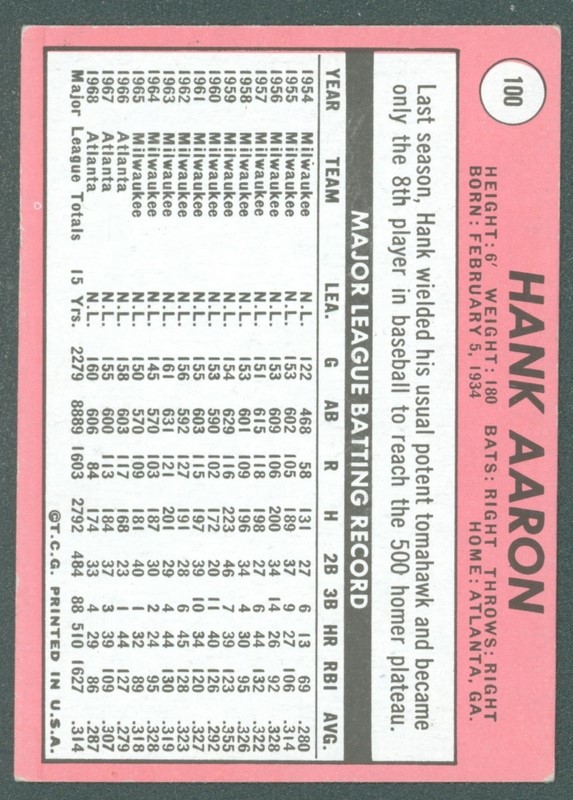 100
HANK AARON
HEIGHT: 6' WEIGHT: 180 BATS: RIGHT THROWS: RIGHT
BORN: FEBRUARY 5, 1934 HOME: ATLANTA, GA.
Last season, Hank wielded his usual potent tomahawk and became
only the 8th player in baseball to reach the 500 homer plateau.
MAJOR LEAGUE BATTING RECORD
YEAR TEAM LEA. G AB R H 2B 3B HR RBI AVG.
1954 Milwaukee N.L. 122 468 58 131 27 6 13 69 .280
1955 Milwaukee N.L. 153 602 105 189 37 9 27 106 .314
1956 Milwaukee N.L. 153 609 106 200 34 14 26 92 .328
1957 Milwaukee N.L. 151 615 118 198 27 6 44 132 .322
1958 Milwaukee N.L. 153 601 109 196 34 4 30 95 .326
1959 Milwaukee N.L. 154 629 116 223 46 7 39 123 .355
1960 Milwaukee N.L. 153 590 102 172 20 11 40 126 .292
1961 Milwaukee N.L. 155 603 115 197 39 10 34 120 .327
1962 Milwaukee N.L. 156 592 127 191 28 6 45 128 .323
1963 Milwaukee N.L. 161 631 121 201 29 4 44 130 .319
1964 Milwaukee N.L. 145 570 103 187 30 2 24 95 .328
1965 Milwaukee N.L. 150 570 109 181 40 1 32 89 .318
1966 Atlanta N.L. 158 603 117 168 23 1 44 127 .279
1967 Atlanta N.L. 155 600 113 184 37 3 39 109 .307
1968 Atlanta N.L. 160 606 84 174 33 4 29 86 .287
Major League Totals 15 Yrs. 2279 8889 1603 2792 484 88 510 1627 .314
©T.C.G. PRINTED IN U.S.A.